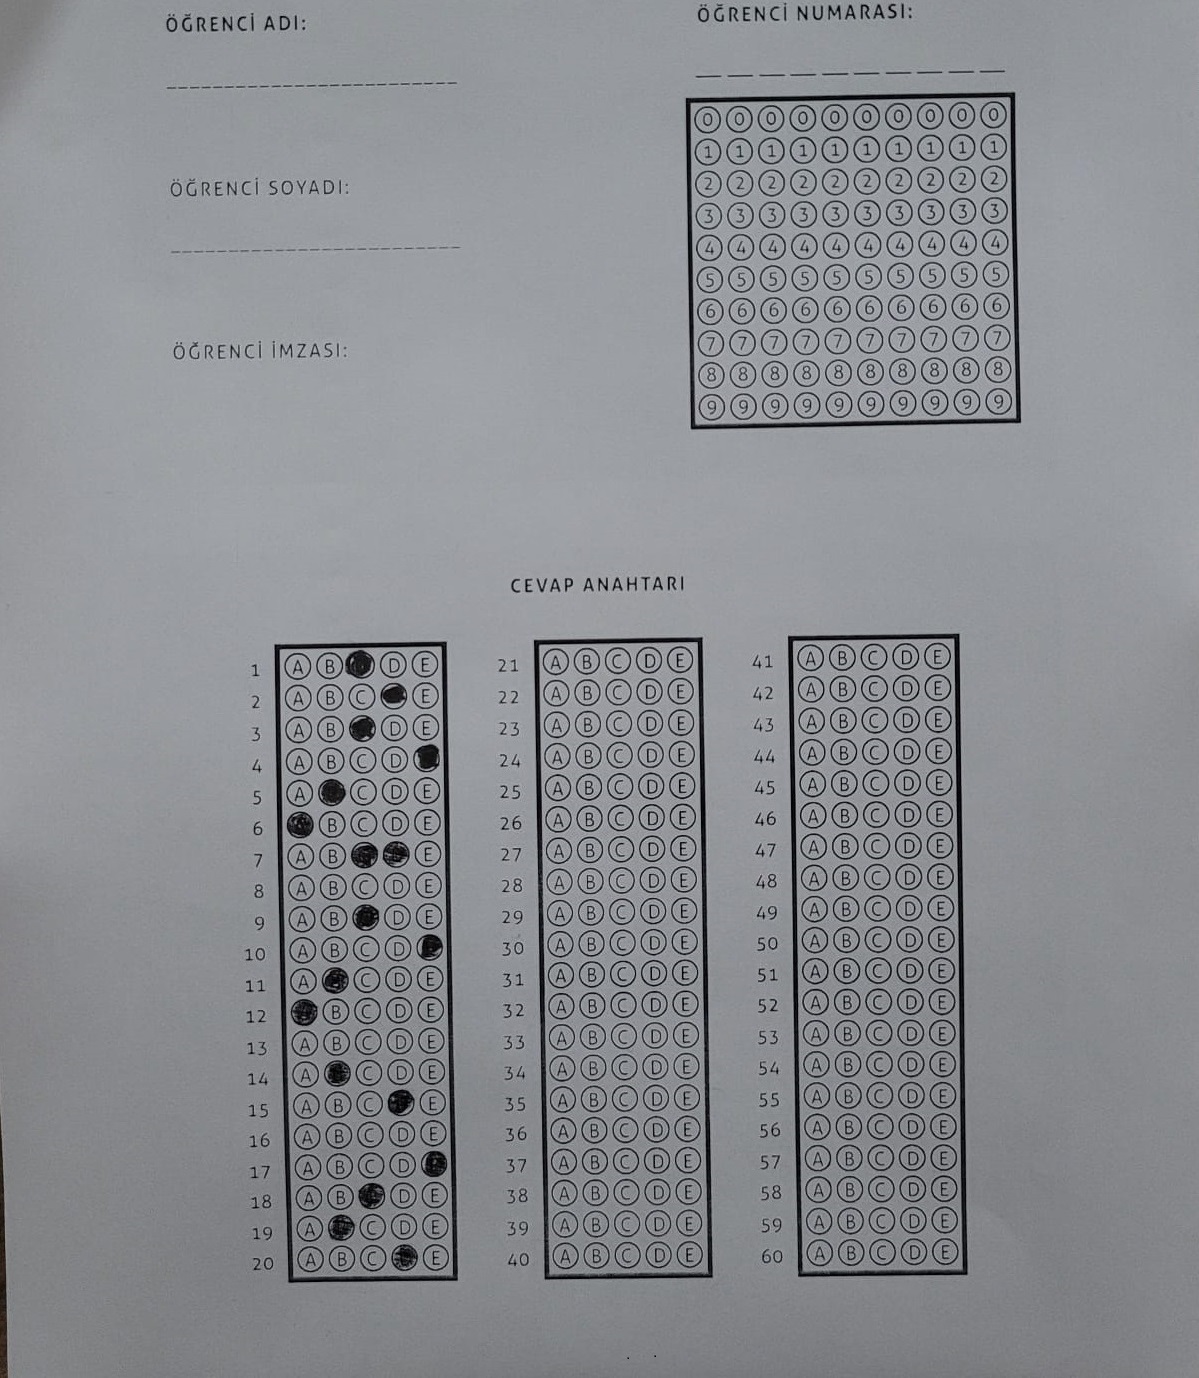 ÖĞRENCİ ADI:
ÖĞRENCİ NUMARASI:
0 0 0 0 0 0 0 0 0 0
1 1 1 1 1 1 1 1 1 1
2 2 2 2 2 2 2 2 2 2
3 3 3 3 3 3 3 3 3 3
4 4 4 4 4 4 4 4 4 4
5 5 5 5 5 5 5 5 5 5
6 6 6 6 6 6 6 6 6 6
7 7 7 7 7 7 7 7 7 7
8 8 8 8 8 8 8 8 8 8
9 9 9 9 9 9 9 9 9 9
ÖĞRENCİ SOYADI:
ÖĞRENCİ İMZASI:
CEVAP ANAHTARI
1 A B D E
2 A B C E
3 A B D E
4 A B C D
5 A C D E
6 B C D E
7 A B E
8 A B C D E
9 A B D E
10 A B C D
11 A C D E
12 B C D E
13 A B C D E
14 A C D E
15 A B C E
16 A B C D E
17 A B C D
18 A B D E
19 A C D E
20 A B C E
21 A B C D E
22 A B C D E
23 A B C D E
24 A B C D E
25 A B C D E
26 A B C D E
27 A B C D E
28 A B C D E
29 A B C D E
30 A B C D E
31 A B C D E
32 A B C D E
33 A B C D E
34 A B C D E
35 A B C D E
36 A B C D E
37 A B C D E
38 A B C D E
39 A B C D E
40 A B C D E
41 A B C D E
42 A B C D E
43 A B C D E
44 A B C D E
45 A B C D E
46 A B C D E
47 A B C D E
48 A B C D E
49 A B C D E
50 A B C D E
51 A B C D E
52 A B C D E
53 A B C D E
54 A B C D E
55 A B C D E
56 A B C D E
57 A B C D E
58 A B C D E
59 A B C D E
60 A B C D E